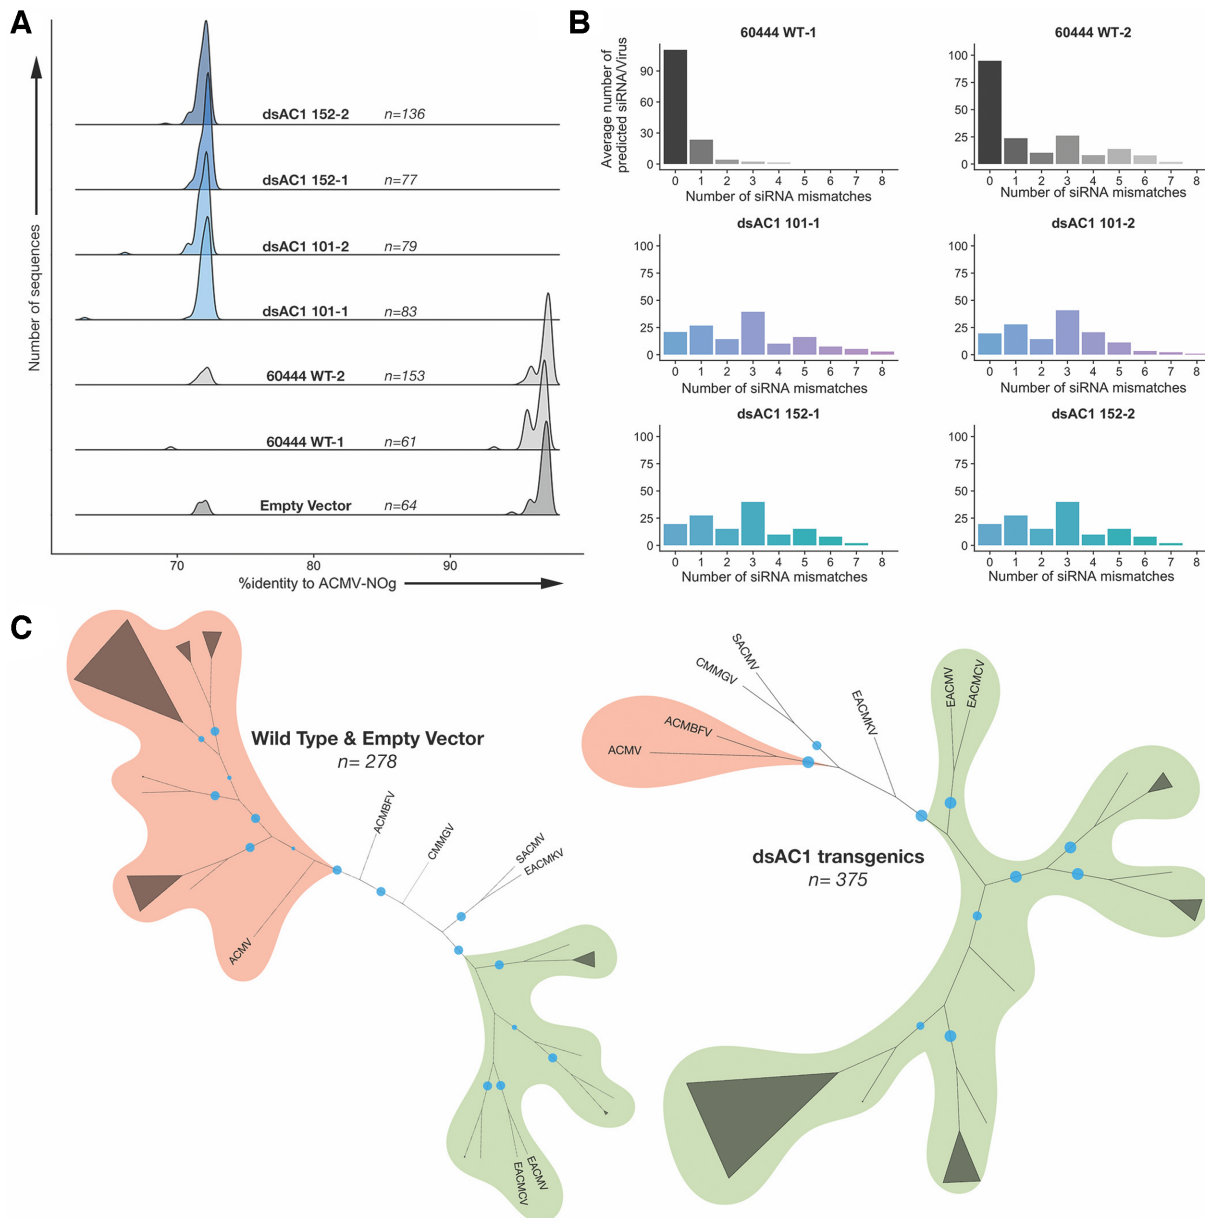 A
Number of sequences
dsAC1 152-2 n=136
dsAC1 152-1 n=77
dsAC1 101-2 n=79
dsAC1 101-1 n=83
60444 WT-2 n=153
60444 WT-1 n=61
Empty Vector n=64
70 80 90
%identity to ACMV-NOg
B
Average number of
predicted siRNA/Virus
60444 WT-1
90
60
30
0
0 1 2 3 4 5 6 7 8
Number of siRNA mismatches
60444 WT-2
100
75
50
25
0
0 1 2 3 4 5 6 7 8
Number of siRNA mismatches
dsAC1 101-1
100
75
50
25
0
0 1 2 3 4 5 6 7 8
Number of siRNA mismatches
dsAC1 101-2
100
75
50
25
0
0 1 2 3 4 5 6 7 8
Number of siRNA mismatches
dsAC1 152-1
100
75
50
25
0
0 1 2 3 4 5 6 7 8
Number of siRNA mismatches
dsAC1 152-2
100
75
50
25
0
0 1 2 3 4 5 6 7 8
Number of siRNA mismatches
C
Wild Type & Empty Vector
n= 278
ACMV
ACMBFV
CMMGV
SACMV
EACMKV
EACMV
EACMCV
dsAC1 transgenics
n= 375
SACMV
CMMGV
ACMBFV
ACMV
EACMKV
EACMV
EACMCV